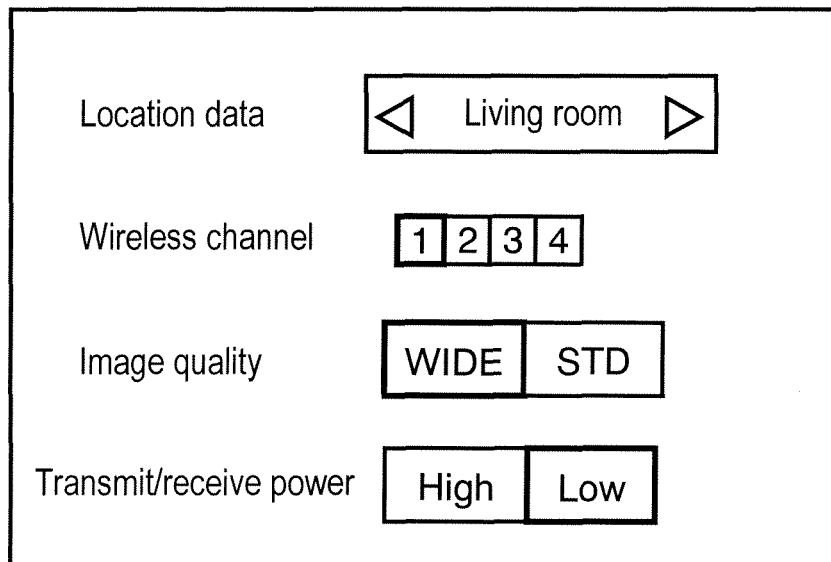 Location data ◁ Living room ▷
Wireless channel 1 2 3 4
Image quality WIDE STD
Transmit/receive power High Low